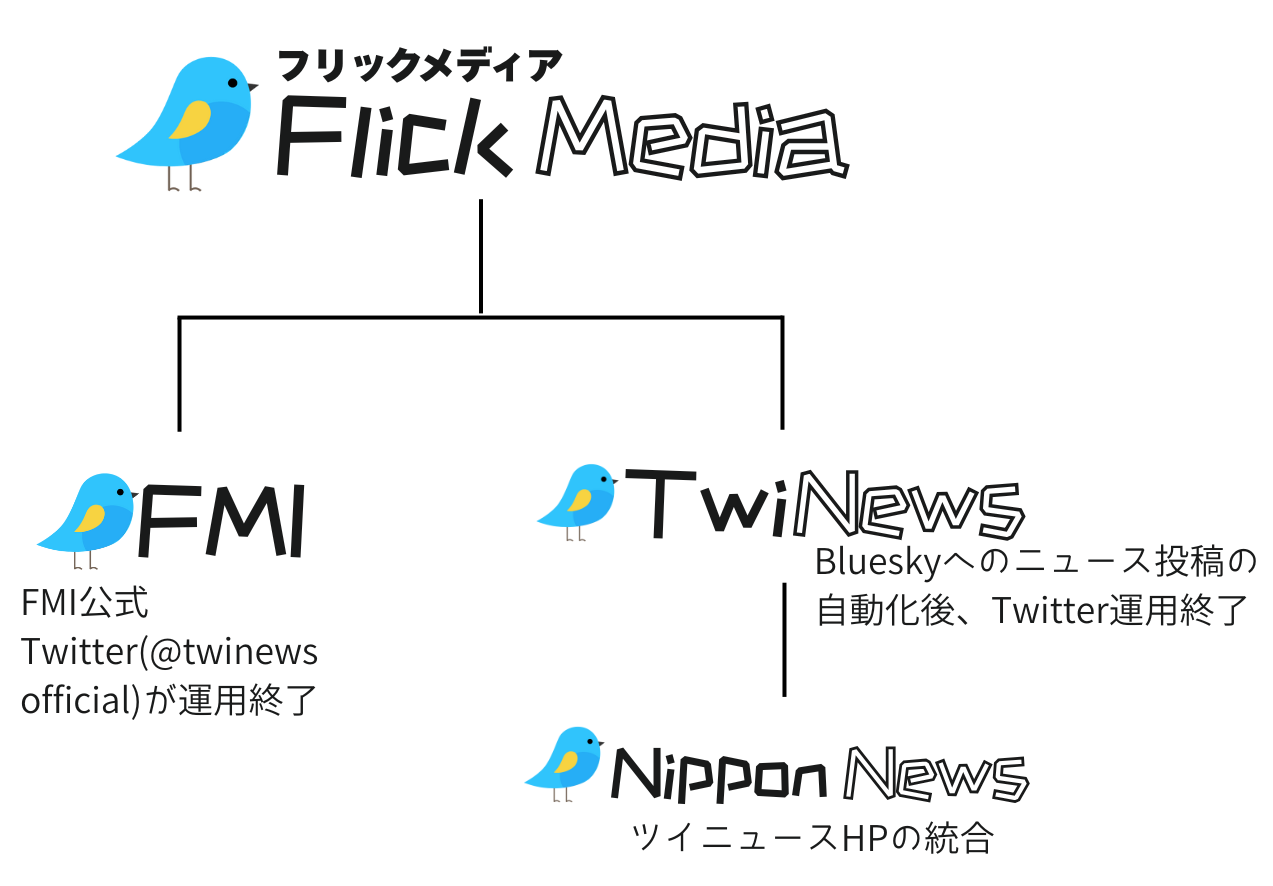 フリックメディア
Flick Media
FMI
FMI公式
Twitter(@twinews
official)が運用終了
TwiNews
Blueskyへのニュース投稿の
自動化後、Twitter運用終了
Nippon News
ツイニュースHPの統合